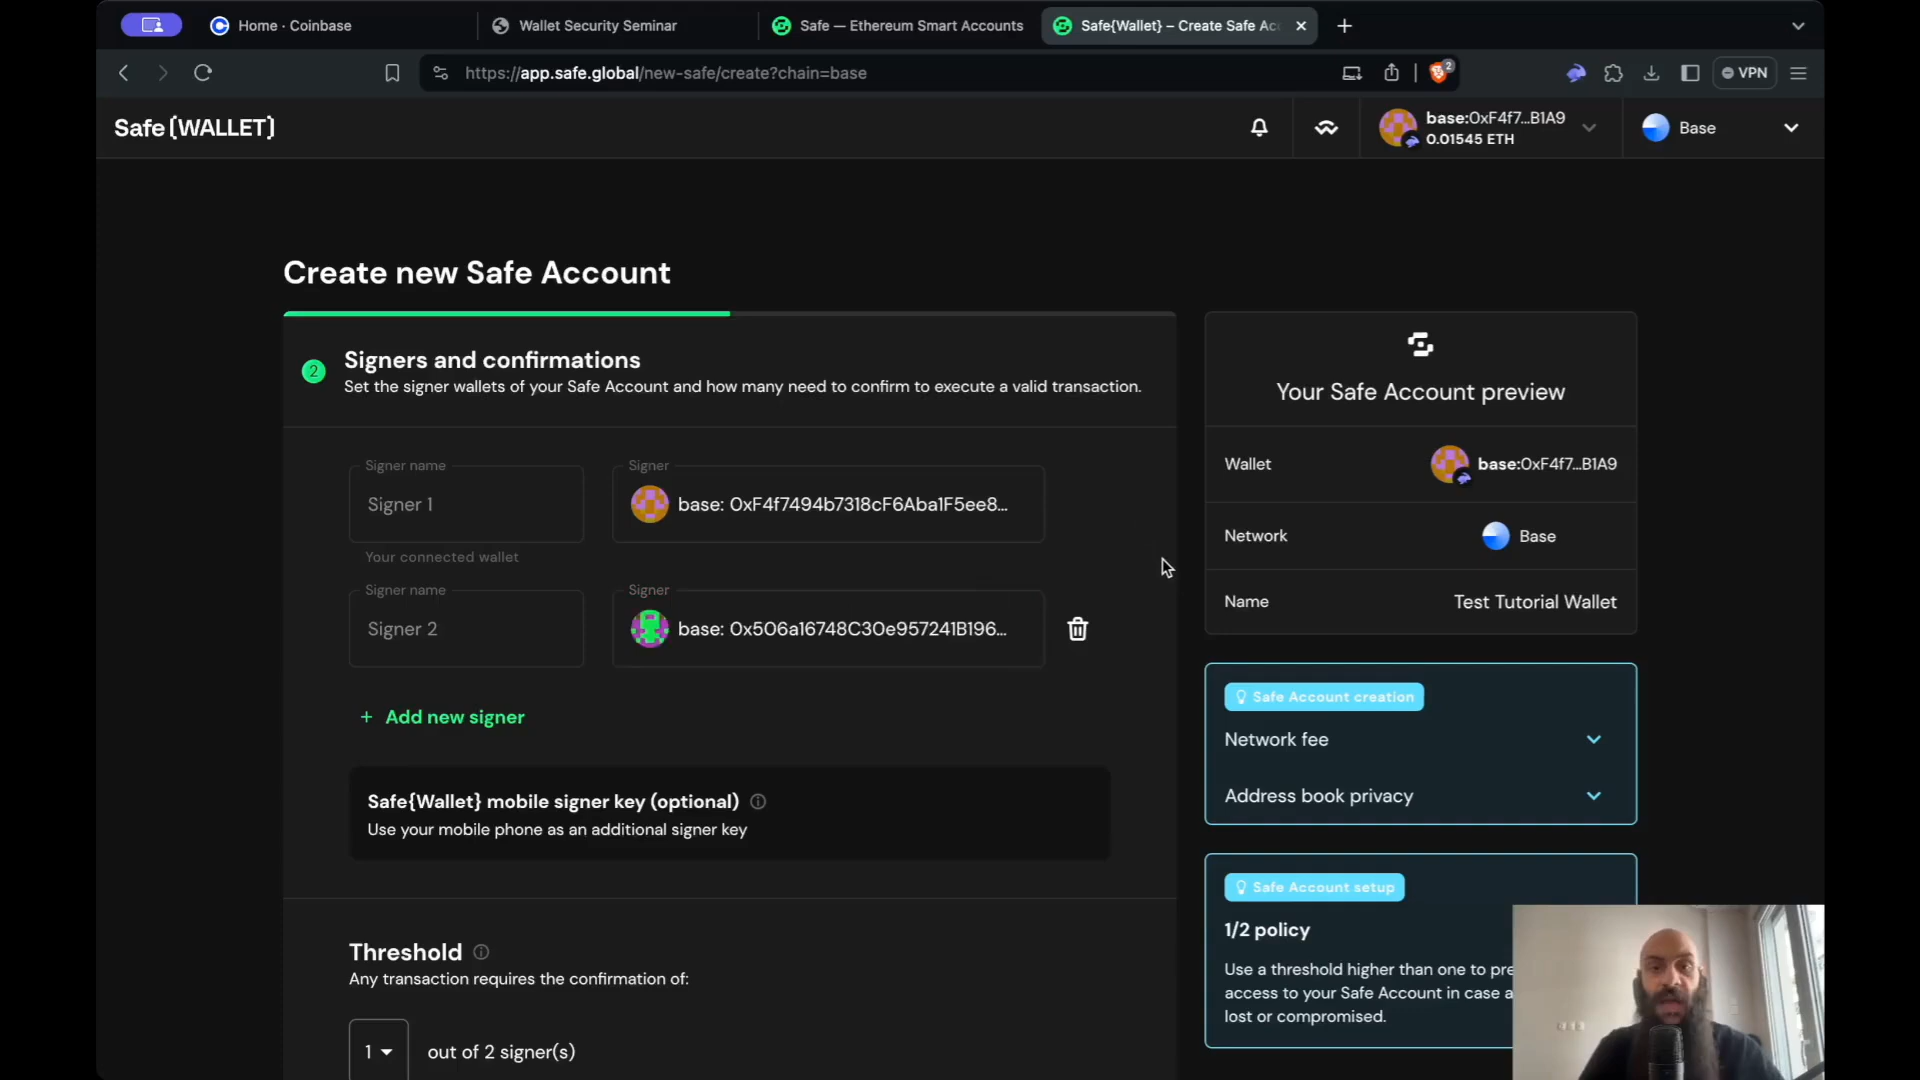 Home · Coinbase
Wallet Security Seminar
Safe — Ethereum Smart Accounts
Safe{Wallet} – Create Safe Ac
https://app.safe.global/new-safe/create?chain=base
2
VPN
Safe{WALLET}
base:0xF4f7...B1A9
0.01545 ETH
Base
Create new Safe Account
2
Signers and confirmations
Set the signer wallets of your Safe Account and how many need to confirm to execute a valid transaction.
Signer name
Signer 1
Signer
base: 0xF4f7494b7318cF6Aba1F5ee8...
Your connected wallet
Signer name
Signer 2
Signer
base: 0x506a16748C30e957241B196...
+ Add new signer
Safe{Wallet} mobile signer key (optional)
Use your mobile phone as an additional signer key
Threshold
Any transaction requires the confirmation of:
1
out of 2 signer(s)
Your Safe Account preview
Wallet
base:0xF4f7...B1A9
Network
Base
Name
Test Tutorial Wallet
Safe Account creation
Network fee
Address book privacy
Safe Account setup
1/2 policy
Use a threshold higher than one to pre
access to your Safe Account in case a
lost or compromised.